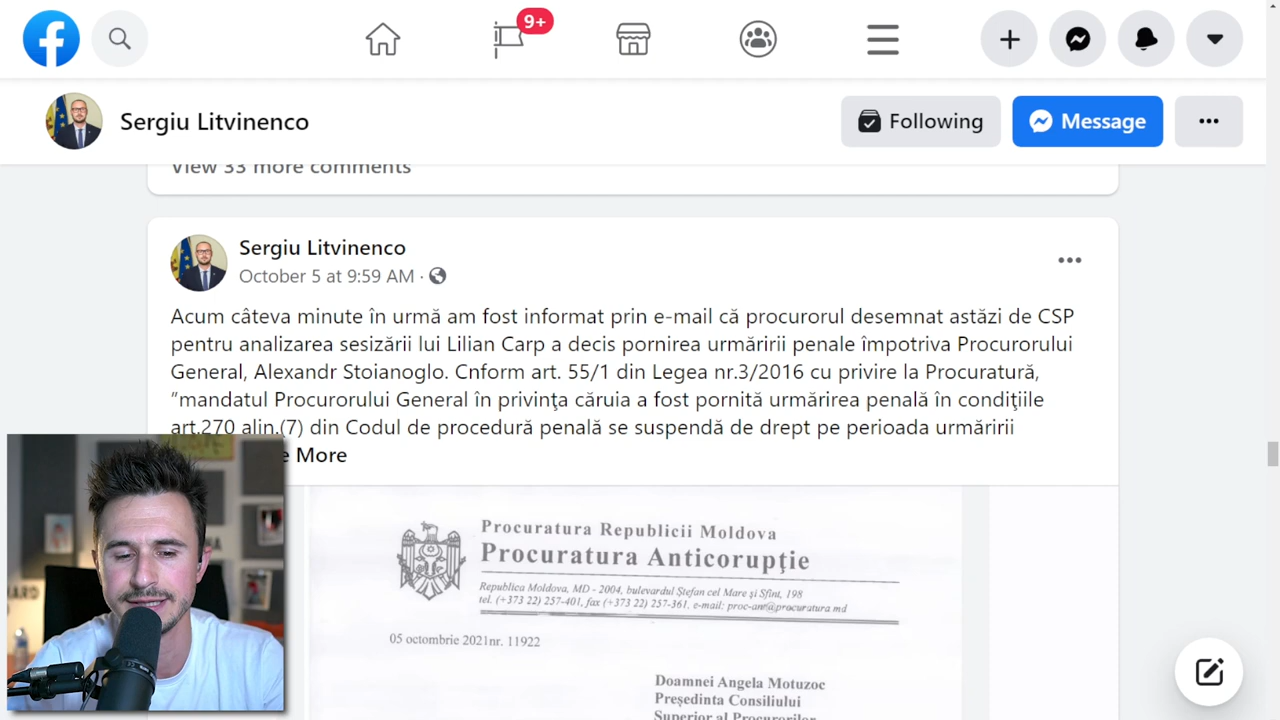 9+
Sergiu Litvinenco
Following
Message
View 33 more comments
Sergiu Litvinenco
October 5 at 9:59 AM ·
Acum câteva minute în urmă am fost informat prin e-mail că procurorul desemnat astăzi de CSP
pentru analizarea sesizării lui Lilian Carp a decis pornirea urmăririi penale împotriva Procurorului
General, Alexandr Stoianoglo. Cnform art. 55/1 din Legea nr.3/2016 cu privire la Procuratură,
"mandatul Procurorului General în privința căruia a fost pornită urmărirea penală în condițiile
art.270 alin.(7) din Codul de procedură penală se suspendă de drept pe perioada urmăririi
More
Procuratura Republicii Moldova
Procuratura Anticorupţie
Republica Moldova, MD - 2004, bulevardul Ştefan cel Mare şi Sfînt, 198
tel. (+373 22) 257-401, fax (+373 22) 257-361, e-mail: proc-ant@procuratura.md
05 octombrie 2021nr. 11922
Doamnei Angela Motuzoc
Preşedinta Consiliului
Superior al Procurorilor